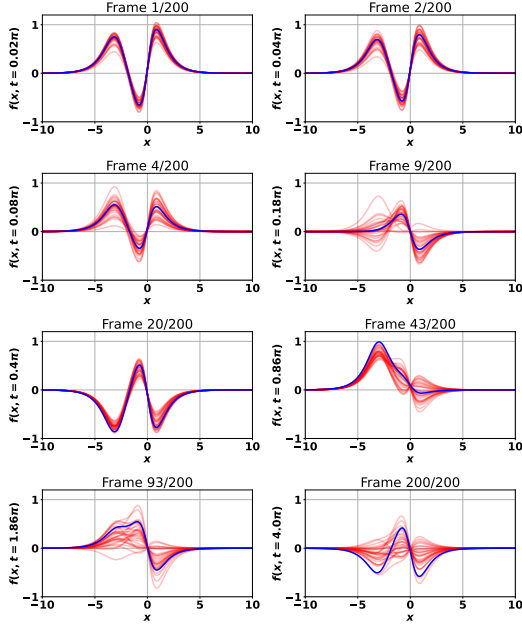 Frame 1/200
f(x, t = 0.02π)
1
0
−1
−10 −5 0 5 10
x
Frame 2/200
f(x, t = 0.04π)
1
0
−1
−10 −5 0 5 10
x
Frame 4/200
f(x, t = 0.08π)
1
0
−1
−10 −5 0 5 10
x
Frame 9/200
f(x, t = 0.18π)
1
0
−1
−10 −5 0 5 10
x
Frame 20/200
f(x, t = 0.4π)
1
0
−1
−10 −5 0 5 10
x
Frame 43/200
f(x, t = 0.86π)
1
0
−1
−10 −5 0 5 10
x
Frame 93/200
f(x, t = 1.86π)
1
0
−1
−10 −5 0 5 10
x
Frame 200/200
f(x, t = 4.0π)
1
0
−1
−10 −5 0 5 10
x